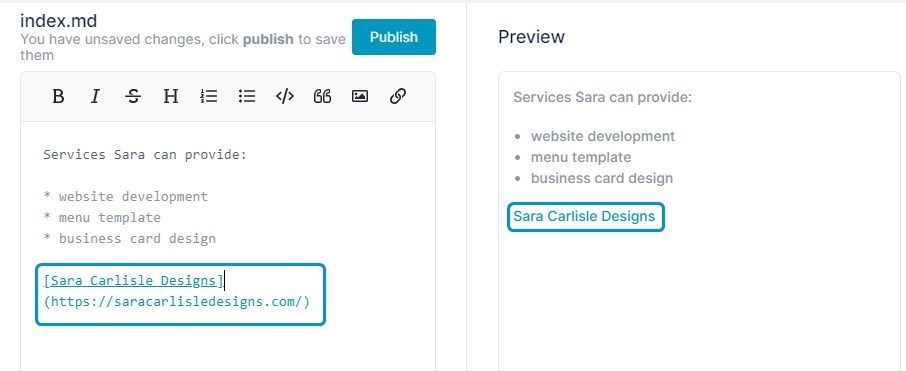 index.md
You have unsaved changes, click publish to save
them
Publish
B I S H </>
Services Sara can provide:
* website development
* menu template
* business card design
[Sara Carlisle Designs]
(https://saracarlisledesigns.com/)
Preview
Services Sara can provide:
• website development
• menu template
• business card design
Sara Carlisle Designs